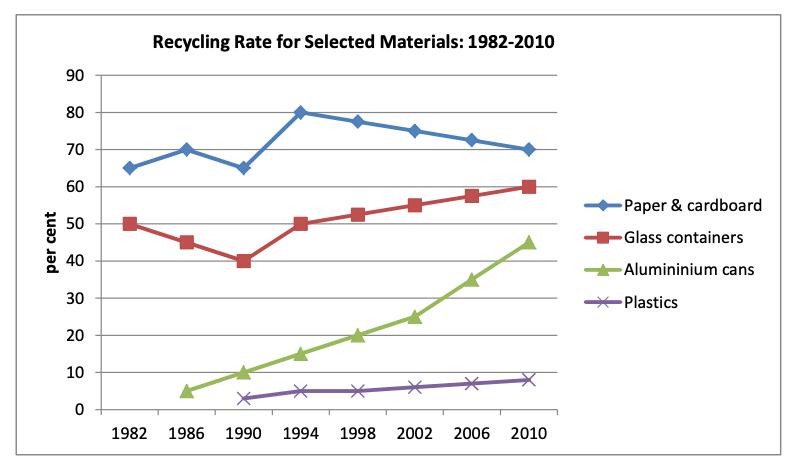 Recycling Rate for Selected Materials: 1982-2010
90
80
70
60
50
40
30
20
10
0
per cent
1982 1986 1990 1994 1998 2002 2006 2010
Paper & cardboard
Glass containers
Alumininium cans
Plastics